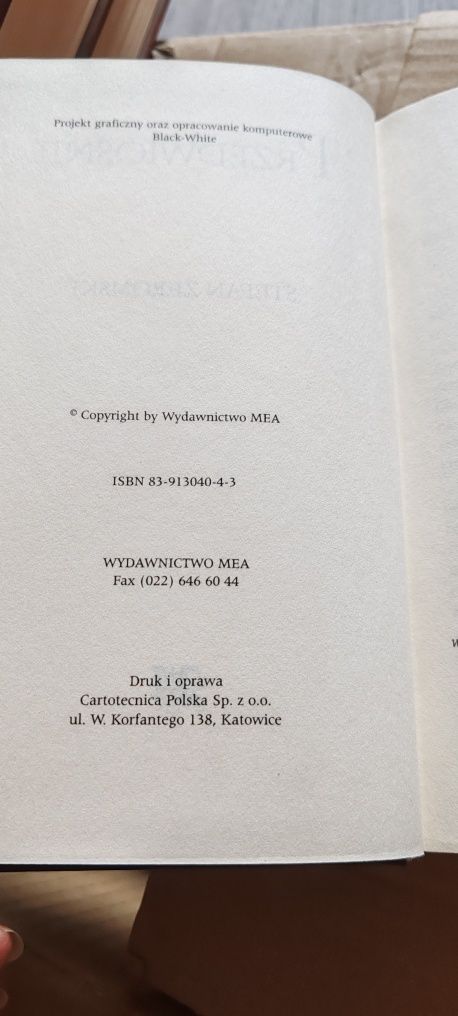 Projekt graficzny oraz opracowanie komputerowe
Black-White
© Copyright by Wydawnictwo MEA
ISBN 83-913040-4-3
WYDAWNICTWO MEA
Fax (022) 646 60 44
Druk i oprawa
Cartotecnica Polska Sp. z o.o.
ul. W. Korfantego 138, Katowice